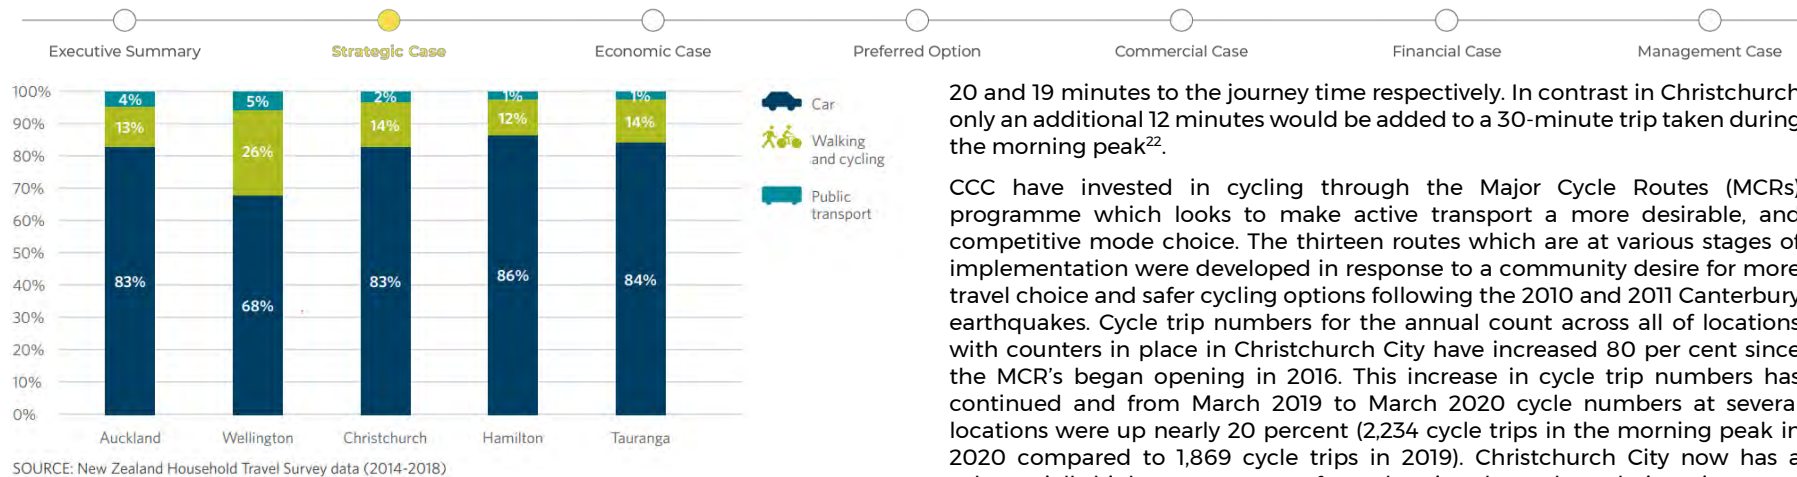 Executive Summary
Strategic Case
Economic Case
Preferred Option
Commercial Case
Financial Case
Management Case
100%
90%
80%
70%
60%
50%
40%
30%
20%
10%
0%
4%
13%
83%
5%
26%
68%
2%
14%
83%
1%
12%
86%
1%
14%
84%
Auckland
Wellington
Christchurch
Hamilton
Tauranga
Car
Walking
and cycling
Public
transport
SOURCE: New Zealand Household Travel Survey data (2014-2018)
20 and 19 minutes to the journey time respectively. In contrast in Christchurch
only an additional 12 minutes would be added to a 30-minute trip taken during
the morning peak²².
CCC have invested in cycling through the Major Cycle Routes (MCRs)
programme which looks to make active transport a more desirable, and
competitive mode choice. The thirteen routes which are at various stages of
implementation were developed in response to a community desire for more
travel choice and safer cycling options following the 2010 and 2011 Canterbury
earthquakes. Cycle trip numbers for the annual count across all of locations
with counters in place in Christchurch City have increased 80 per cent since
the MCR's began opening in 2016. This increase in cycle trip numbers has
continued and from March 2019 to March 2020 cycle numbers at several
locations were up nearly 20 percent (2,234 cycle trips in the morning peak in
2020 compared to 1,869 cycle trips in 2019). Christchurch City now has a